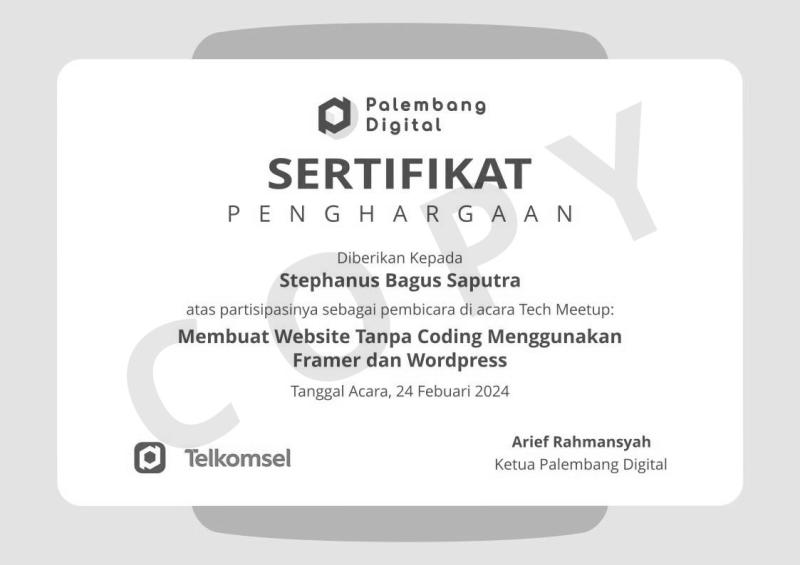 Palembang
Digital
SERTIFIKAT
PENGHARGAAN
Diberikan Kepada
Stephanus Bagus Saputra
atas partisipasinya sebagai pembicara di acara Tech Meetup:
Membuat Website Tanpa Coding Menggunakan
Framer dan Wordpress
Tanggal Acara, 24 Febuari 2024
Telkomsel
Arief Rahmansyah
Ketua Palembang Digital
COPY